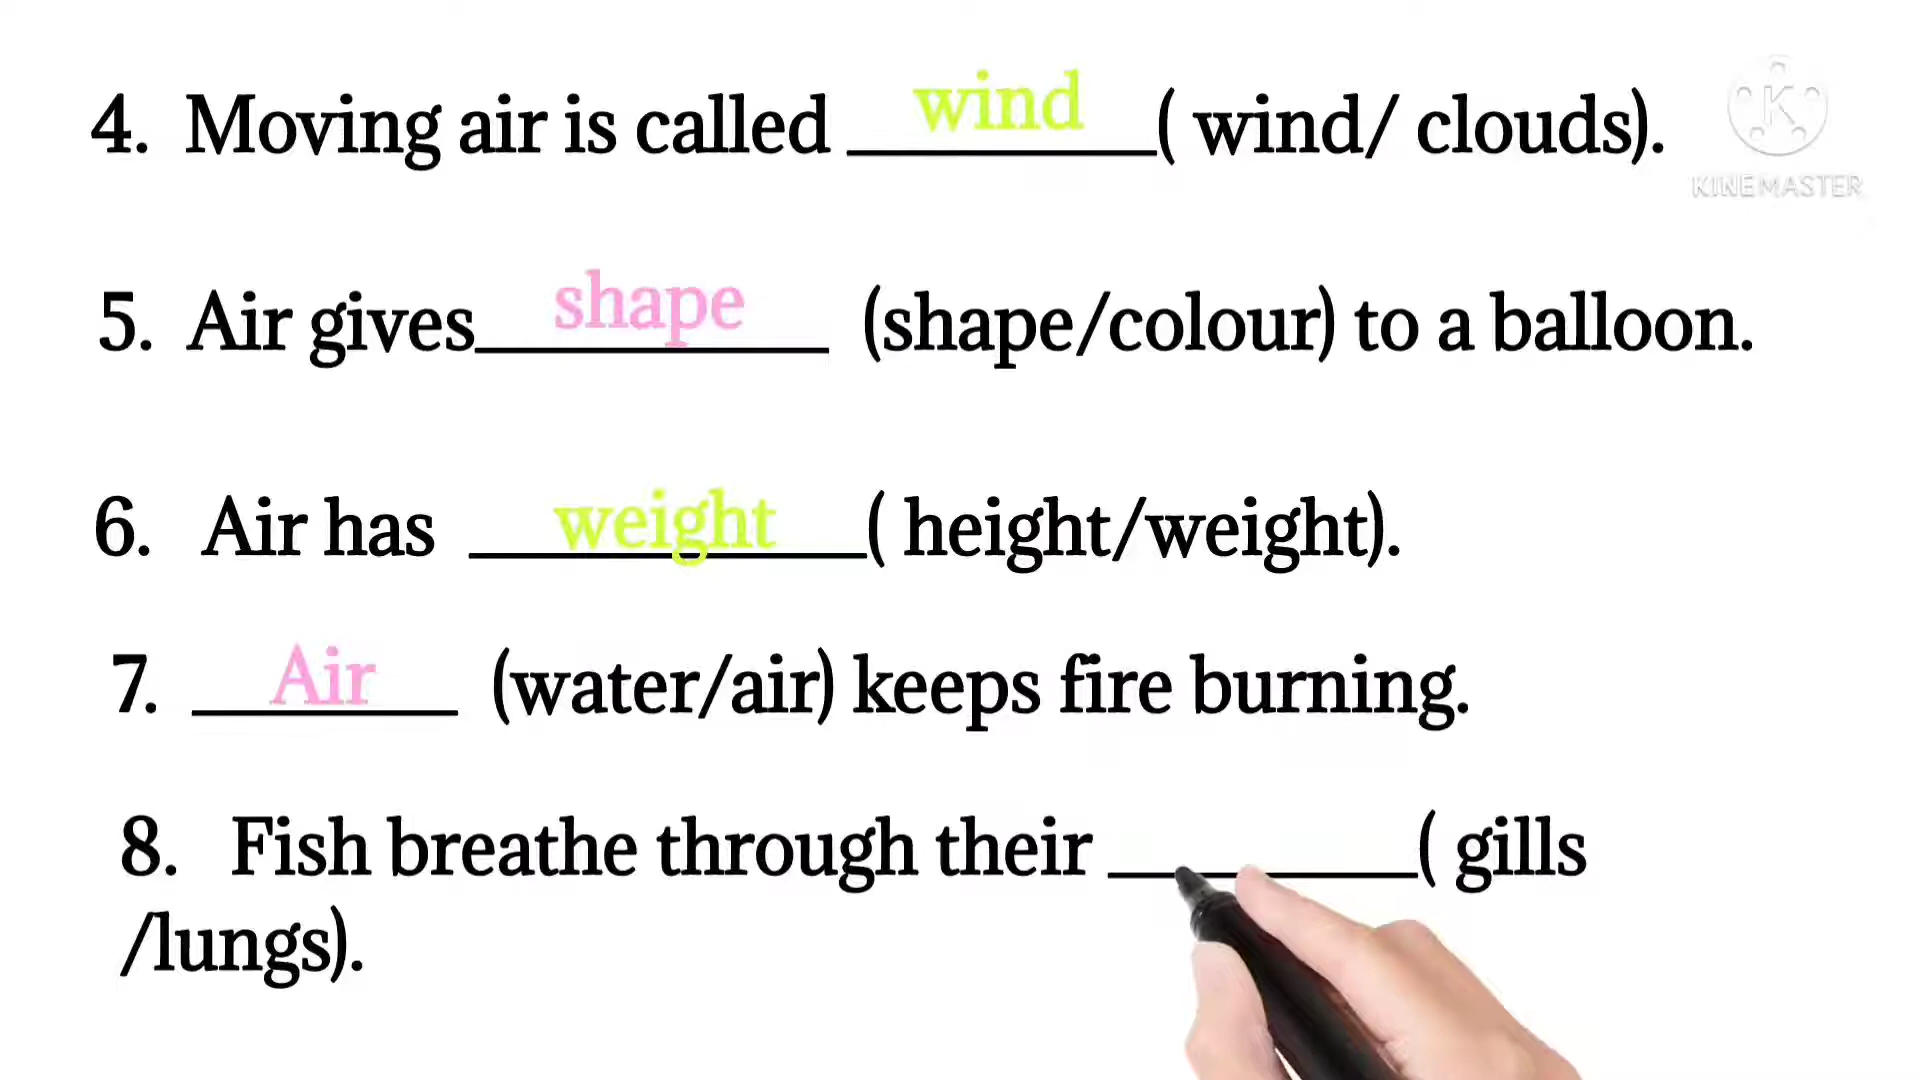 4. Moving air is called wind ( wind/ clouds).
KINEMASTER
5. Air gives shape (shape/colour) to a balloon.
6. Air has weight ( height/weight).
7. Air (water/air) keeps fire burning.
8. Fish breathe through their ________( gills
/lungs).